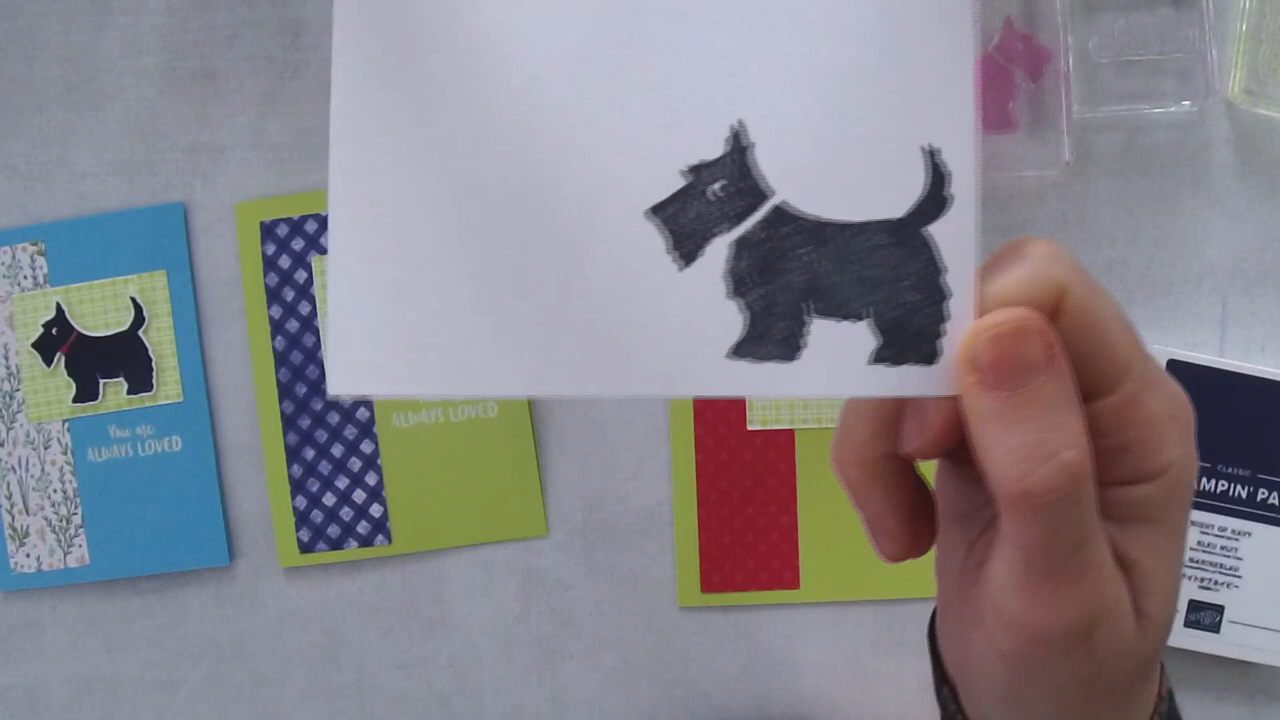 You are
ALWAYS LOVED
ALWAYS LOVED
CLASSIC
AMPIN' PA
NIGHT OF NAVY
BLEU NUIT
MARINEBLAU